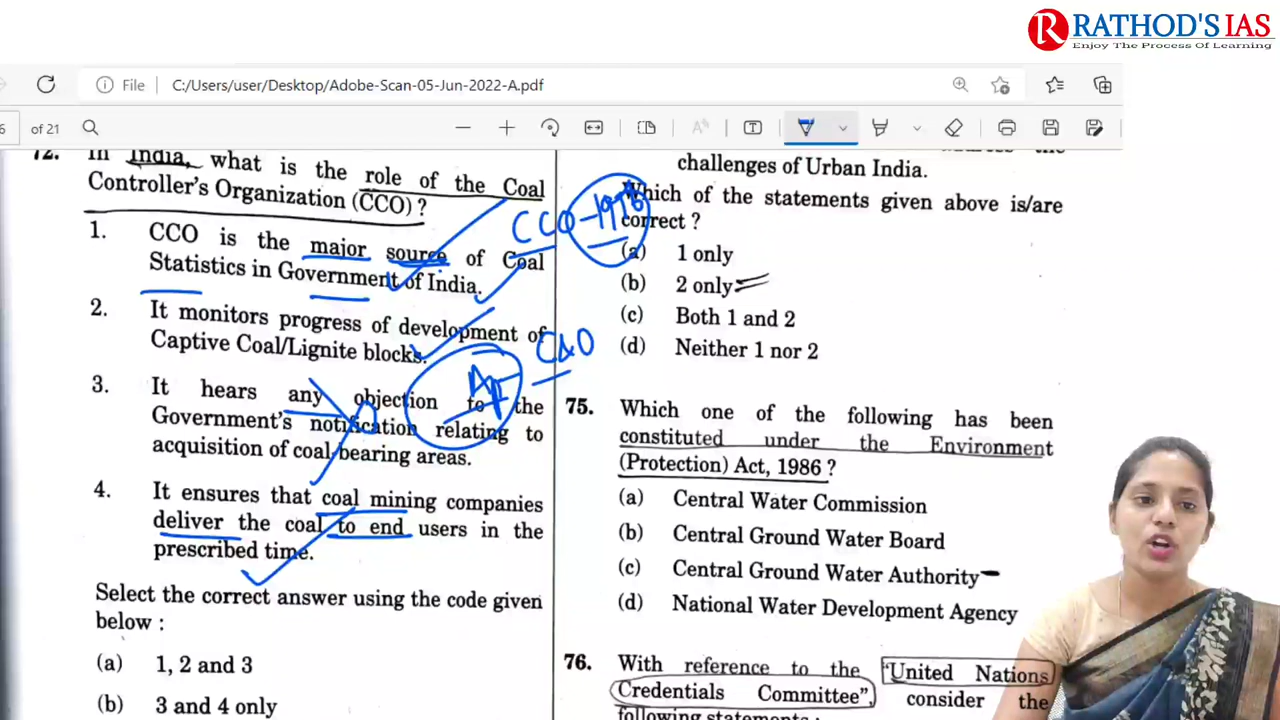 RATHOD'S IAS
Enjoy The Process Of Learning
File C:/Users/user/Desktop/Adobe-Scan-05-Jun-2022-A.pdf
6 of 21
72. In India, what is the role of the Coal
Controller's Organization (CCO) ?
1. CCO is the major source of Coal
Statistics in Government of India.
2. It monitors progress of development of
Captive Coal/Lignite blocks.
3. It hears any objection to the
Government's notification relating to
acquisition of coal-bearing areas.
4. It ensures that coal mining companies
deliver the coal to end users in the
prescribed time.
Select the correct answer using the code given
below :
(a) 1, 2 and 3
(b) 3 and 4 only
CCO -
challenges of Urban India.
Which of the statements given above is/are
correct ?
(a) 1 only
(b) 2 only
(c) Both 1 and 2
(d) Neither 1 nor 2
75. Which one of the following has been
constituted under the Environment
(Protection) Act, 1986 ?
(a) Central Water Commission
(b) Central Ground Water Board
(c) Central Ground Water Authority
(d) National Water Development Agency
76. With reference to the "United Nations
Credentials Committee", consider the
following statements :